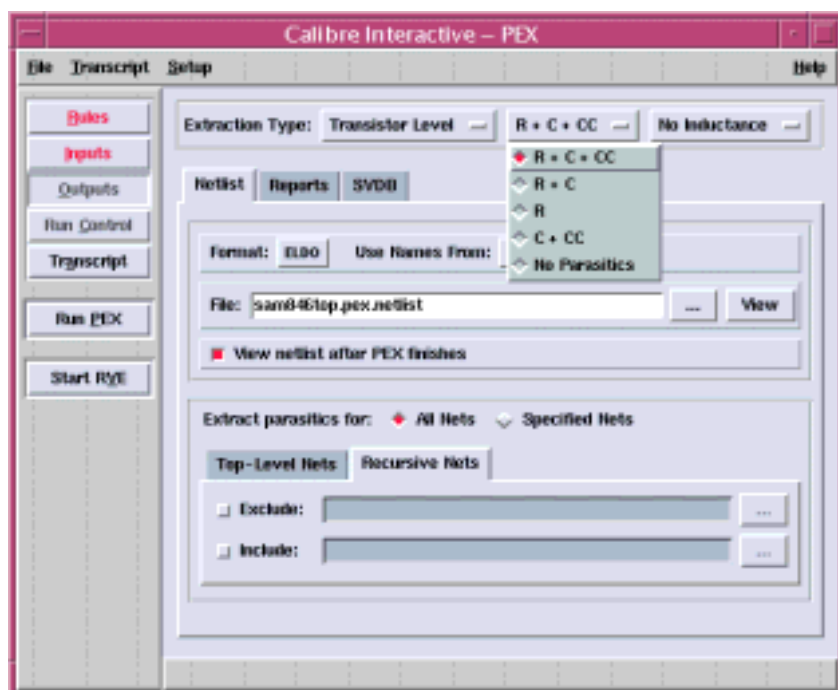 Calibre Interactive – PEX
File Transcript Setup Help
Rules
Inputs
Outputs
Run Control
Transcript
Run PEX
Start RVE
Extraction Type: Transistor Level R + C + CC No Inductance
R + C + CC
R + C
R
C + CC
No Parasitics
Netlist Reports SVDB
Format: ELDO Use Names From:
File: sam8461op.pex.netlist ... View
View netlist after PEX finishes
Extract parasitics for: All Nets Specified Nets
Top-Level Nets Recursive Nets
Exclude: ...
Include: ...